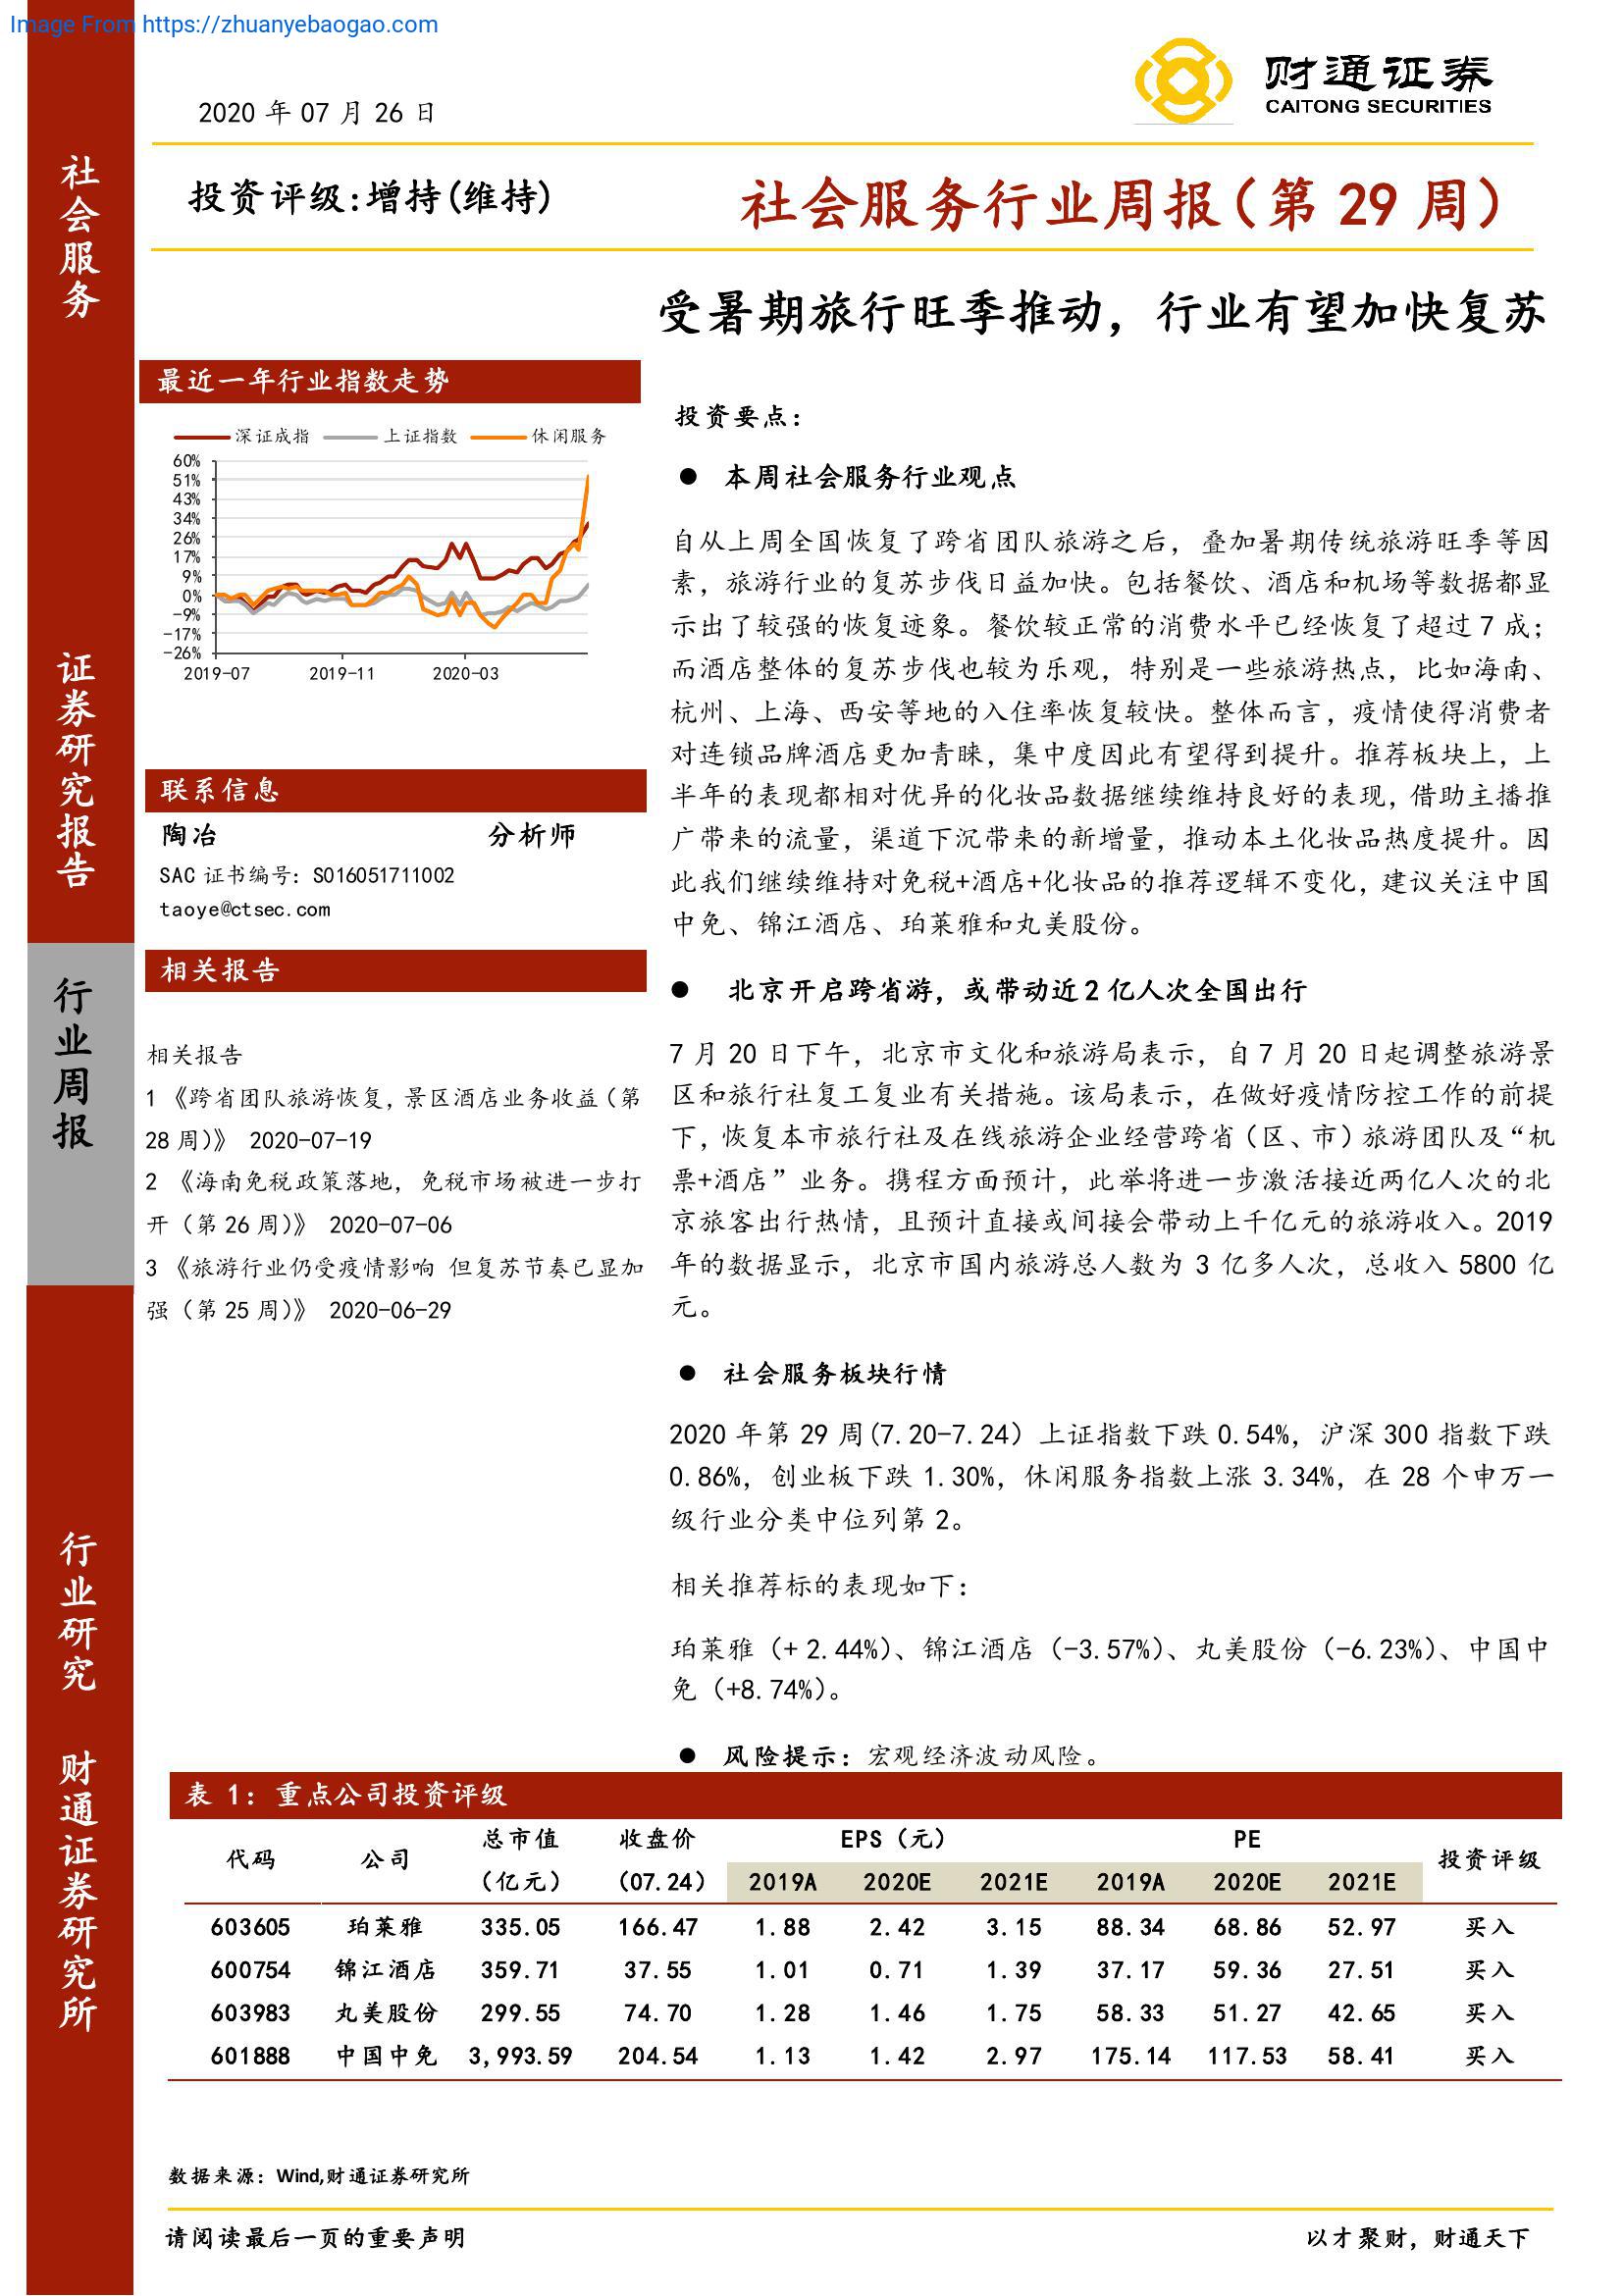 Image From https://zhuanyebaogao.com
2020 年 07 月 26 日
财通证券
CAITONG SECURITIES
投资评级:增持(维持)
社会服务行业周报(第 29 周)
受暑期旅行旺季推动，行业有望加快复苏
社会服务
证券研究报告
行业周报
行业研究
财通证券研究所
最近一年行业指数走势
深证成指 上证指数 休闲服务
60%
51%
43%
34%
26%
17%
9%
0%
-9%
-17%
-26%
2019-07 2019-11 2020-03
联系信息
陶冶 分析师
SAC 证书编号：S016051711002
taoye@ctsec.com
相关报告
相关报告
1 《跨省团队旅游恢复,景区酒店业务收益（第
28 周）》 2020-07-19
2 《海南免税政策落地，免税市场被进一步打
开（第 26 周）》 2020-07-06
3 《旅游行业仍受疫情影响 但复苏节奏已显加
强（第 25 周）》 2020-06-29
投资要点：
● 本周社会服务行业观点
自从上周全国恢复了跨省团队旅游之后，叠加暑期传统旅游旺季等因
素，旅游行业的复苏步伐日益加快。包括餐饮、酒店和机场等数据都显
示出了较强的恢复迹象。餐饮较正常的消费水平已经恢复了超过 7 成；
而酒店整体的复苏步伐也较为乐观，特别是一些旅游热点，比如海南、
杭州、上海、西安等地的入住率恢复较快。整体而言，疫情使得消费者
对连锁品牌酒店更加青睐，集中度因此有望得到提升。推荐板块上，上
半年的表现都相对优异的化妆品数据继续维持良好的表现，借助主播推
广带来的流量，渠道下沉带来的新增量，推动本土化妆品热度提升。因
此我们继续维持对免税+酒店+化妆品的推荐逻辑不变化，建议关注中国
中免、锦江酒店、珀莱雅和丸美股份。
● 北京开启跨省游，或带动近 2 亿人次全国出行
7 月 20 日下午，北京市文化和旅游局表示，自 7 月 20 日起调整旅游景
区和旅行社复工复业有关措施。该局表示，在做好疫情防控工作的前提
下，恢复本市旅行社及在线旅游企业经营跨省（区、市）旅游团队及“机
票+酒店”业务。携程方面预计，此举将进一步激活接近两亿人次的北
京旅客出行热情，且预计直接或间接会带动上千亿元的旅游收入。2019
年的数据显示，北京市国内旅游总人数为 3 亿多人次，总收入 5800 亿
元。
● 社会服务板块行情
2020 年第 29 周(7.20-7.24）上证指数下跌 0.54%，沪深 300 指数下跌
0.86%，创业板下跌 1.30%，休闲服务指数上涨 3.34%，在 28 个申万一
级行业分类中位列第 2。
相关推荐标的表现如下：
珀莱雅（+ 2.44%）、锦江酒店（-3.57%）、丸美股份（-6.23%）、中国中
免（+8.74%）。
● 风险提示：宏观经济波动风险。
表 1：重点公司投资评级
代码 公司 总市值 收盘价 EPS（元） PE 投资评级
（亿元） （07.24） 2019A 2020E 2021E 2019A 2020E 2021E
603605 珀莱雅 335.05 166.47 1.88 2.42 3.15 88.34 68.86 52.97 买入
600754 锦江酒店 359.71 37.55 1.01 0.71 1.39 37.17 59.36 27.51 买入
603983 丸美股份 299.55 74.70 1.28 1.46 1.75 58.33 51.27 42.65 买入
601888 中国中免 3,993.59 204.54 1.13 1.42 2.97 175.14 117.53 58.41 买入
数据来源：Wind,财通证券研究所
请阅读最后一页的重要声明
以才聚财，财通天下